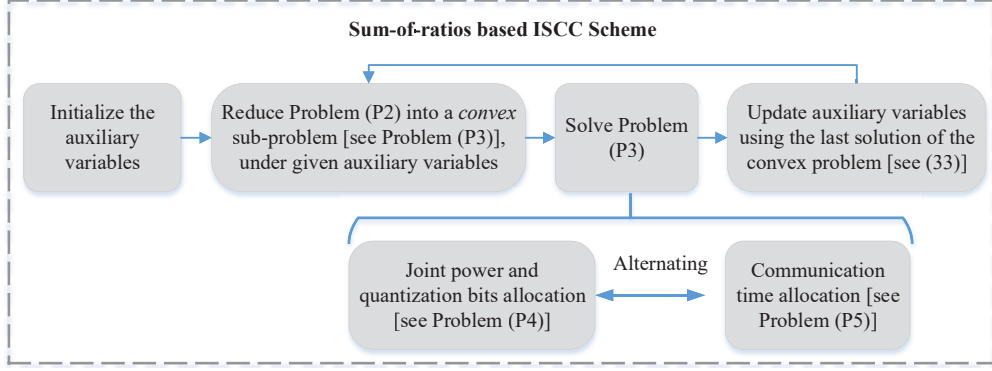 Sum-of-ratios based ISCC Scheme
Initialize the
auxiliary
variables
Reduce Problem (P2) into a convex
sub-problem [see Problem (P3)],
under given auxiliary variables
Solve Problem
(P3)
Update auxiliary variables
using the last solution of the
convex problem [see (33)]
Joint power and
quantization bits allocation
[see Problem (P4)]
Alternating
Communication
time allocation [see
Problem (P5)]